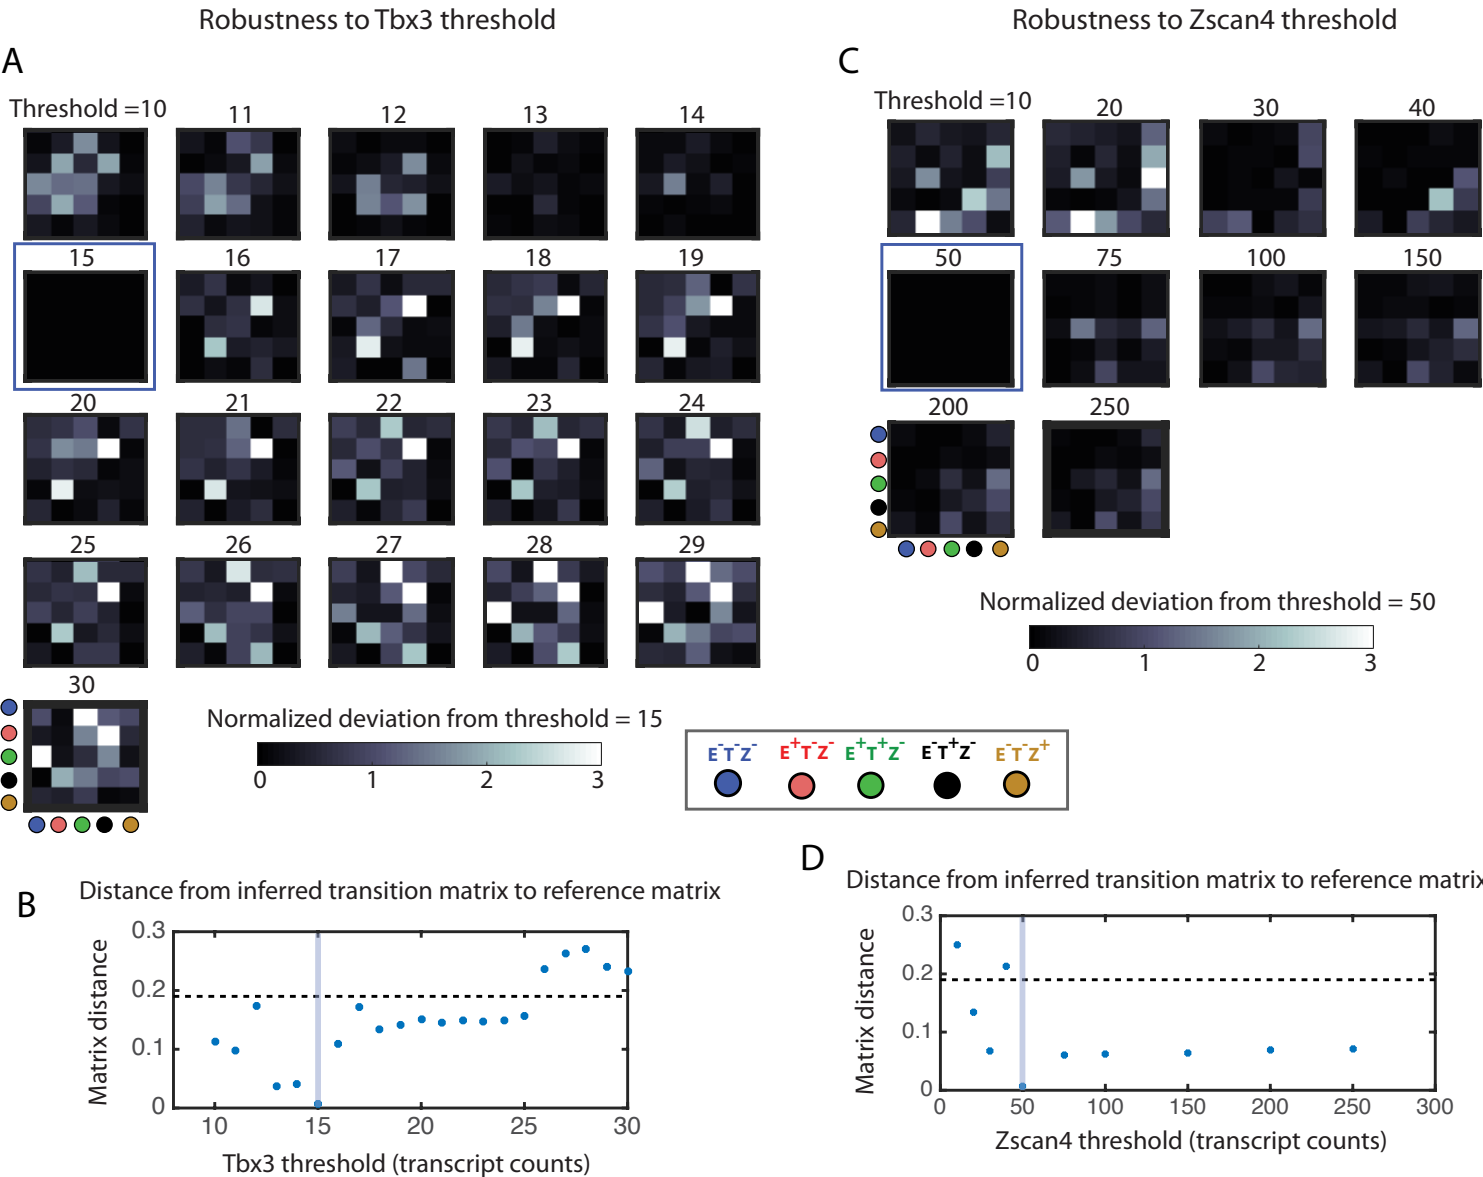 Robustness to Tbx3 threshold
A
Threshold =10
11
12
13
14
15
16
17
18
19
20
21
22
23
24
25
26
27
28
29
30
Normalized deviation from threshold = 15
0
1
2
3
Robustness to Zscan4 threshold
C
Threshold =10
20
30
40
50
75
100
150
200
250
Normalized deviation from threshold = 50
0
1
2
3
E⁻T⁻Z⁻
E⁺T⁻Z⁻
E⁺T⁺Z⁻
E⁻T⁺Z⁻
E⁻T⁻Z⁺
B
Distance from inferred transition matrix to reference matrix
Matrix distance
0.3
0.2
0.1
0
10
15
20
25
30
Tbx3 threshold (transcript counts)
D
Distance from inferred transition matrix to reference matrix
Matrix distance
0.3
0.2
0.1
0
0
50
100
150
200
250
300
Zscan4 threshold (transcript counts)